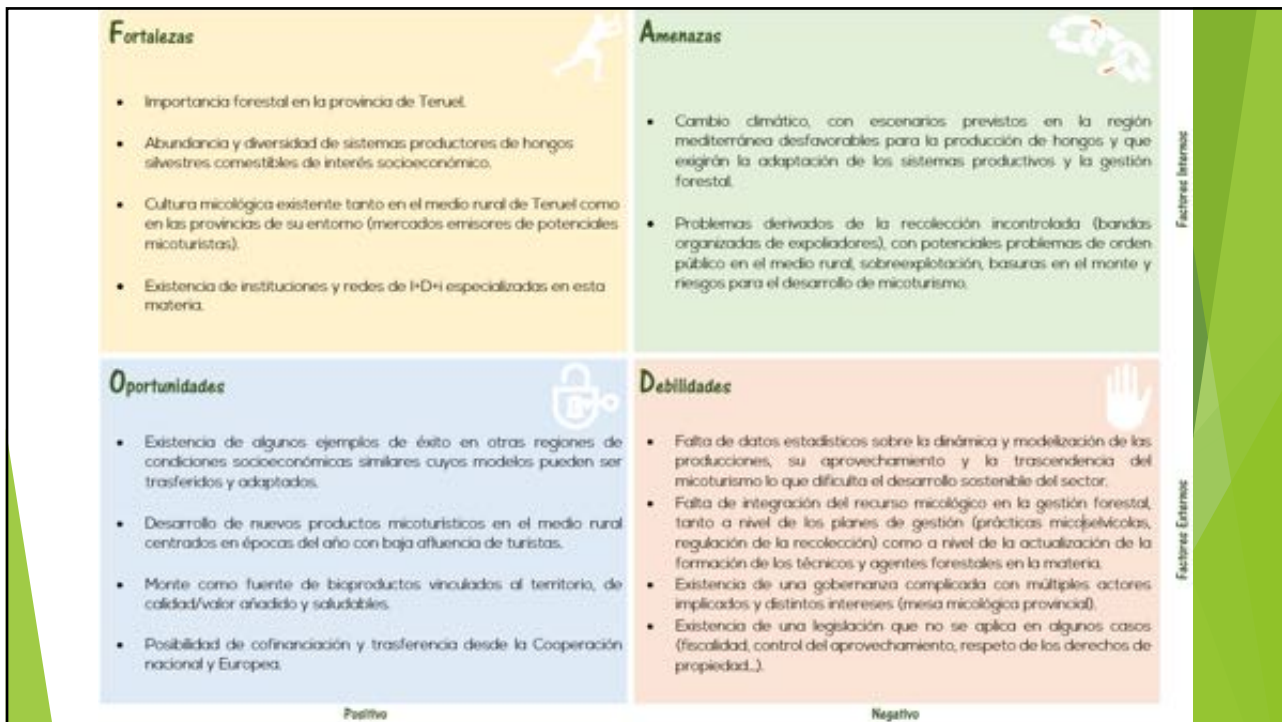 Fortalezas
• Importancia forestal en la provincia de Teruel.
• Abundancia y diversidad de sistemas productores de hongos
silvestres comestibles de interés socioeconómico.
• Cultura micológica existente tanto en el medio rural de Teruel como
en las provincias de su entorno (mercados emisores de potenciales
micoturistas).
• Existencia de instituciones y redes de I+D+i especializadas en esta
materia.
Amenazas
• Cambio climático, con escenarios previstos en la región
mediterránea desfavorables para la producción de hongos y que
exigirán la adaptación de los sistemas productivos y la gestión
forestal.
• Problemas derivados de la recolección incontrolada (bandas
organizadas de expoliadores), con potenciales problemas de orden
público en el medio rural, sobreexplotación, basuras en el monte y
riesgos para el desarrollo de micoturismo.
Factores Internos
Oportunidades
• Existencia de algunos ejemplos de éxito en otras regiones de
condiciones socioeconómicas similares cuyos modelos pueden ser
trasferidos y adaptados.
• Desarrollo de nuevos productos micoturísticos en el medio rural
centrados en épocas del año con baja afluencia de turistas.
• Monte como fuente de bioproductos vinculados al territorio, de
calidad/valor añadido y saludables.
• Posibilidad de cofinanciación y trasferencia desde la Cooperación
nacional y Europea.
Debilidades
• Falta de datos estadísticos sobre la dinámica y modelización de las
producciones, su aprovechamiento y la trascendencia del
micoturismo lo que dificulta el desarrollo sostenible del sector.
• Falta de integración del recurso micológico en la gestión forestal,
tanto a nivel de los planes de gestión (prácticas micoselvícolas,
regulación de la recolección) como a nivel de la actualización de la
formación de los técnicos y agentes forestales en la materia.
• Existencia de una gobernanza complicada con múltiples actores
implicados y distintos intereses (mesa micológica provincial).
• Existencia de una legislación que no se aplica en algunos casos
(fiscalidad, control del aprovechamiento, respeto de los derechos de
propiedad...).
Factores Externos
Positivo
Negativo